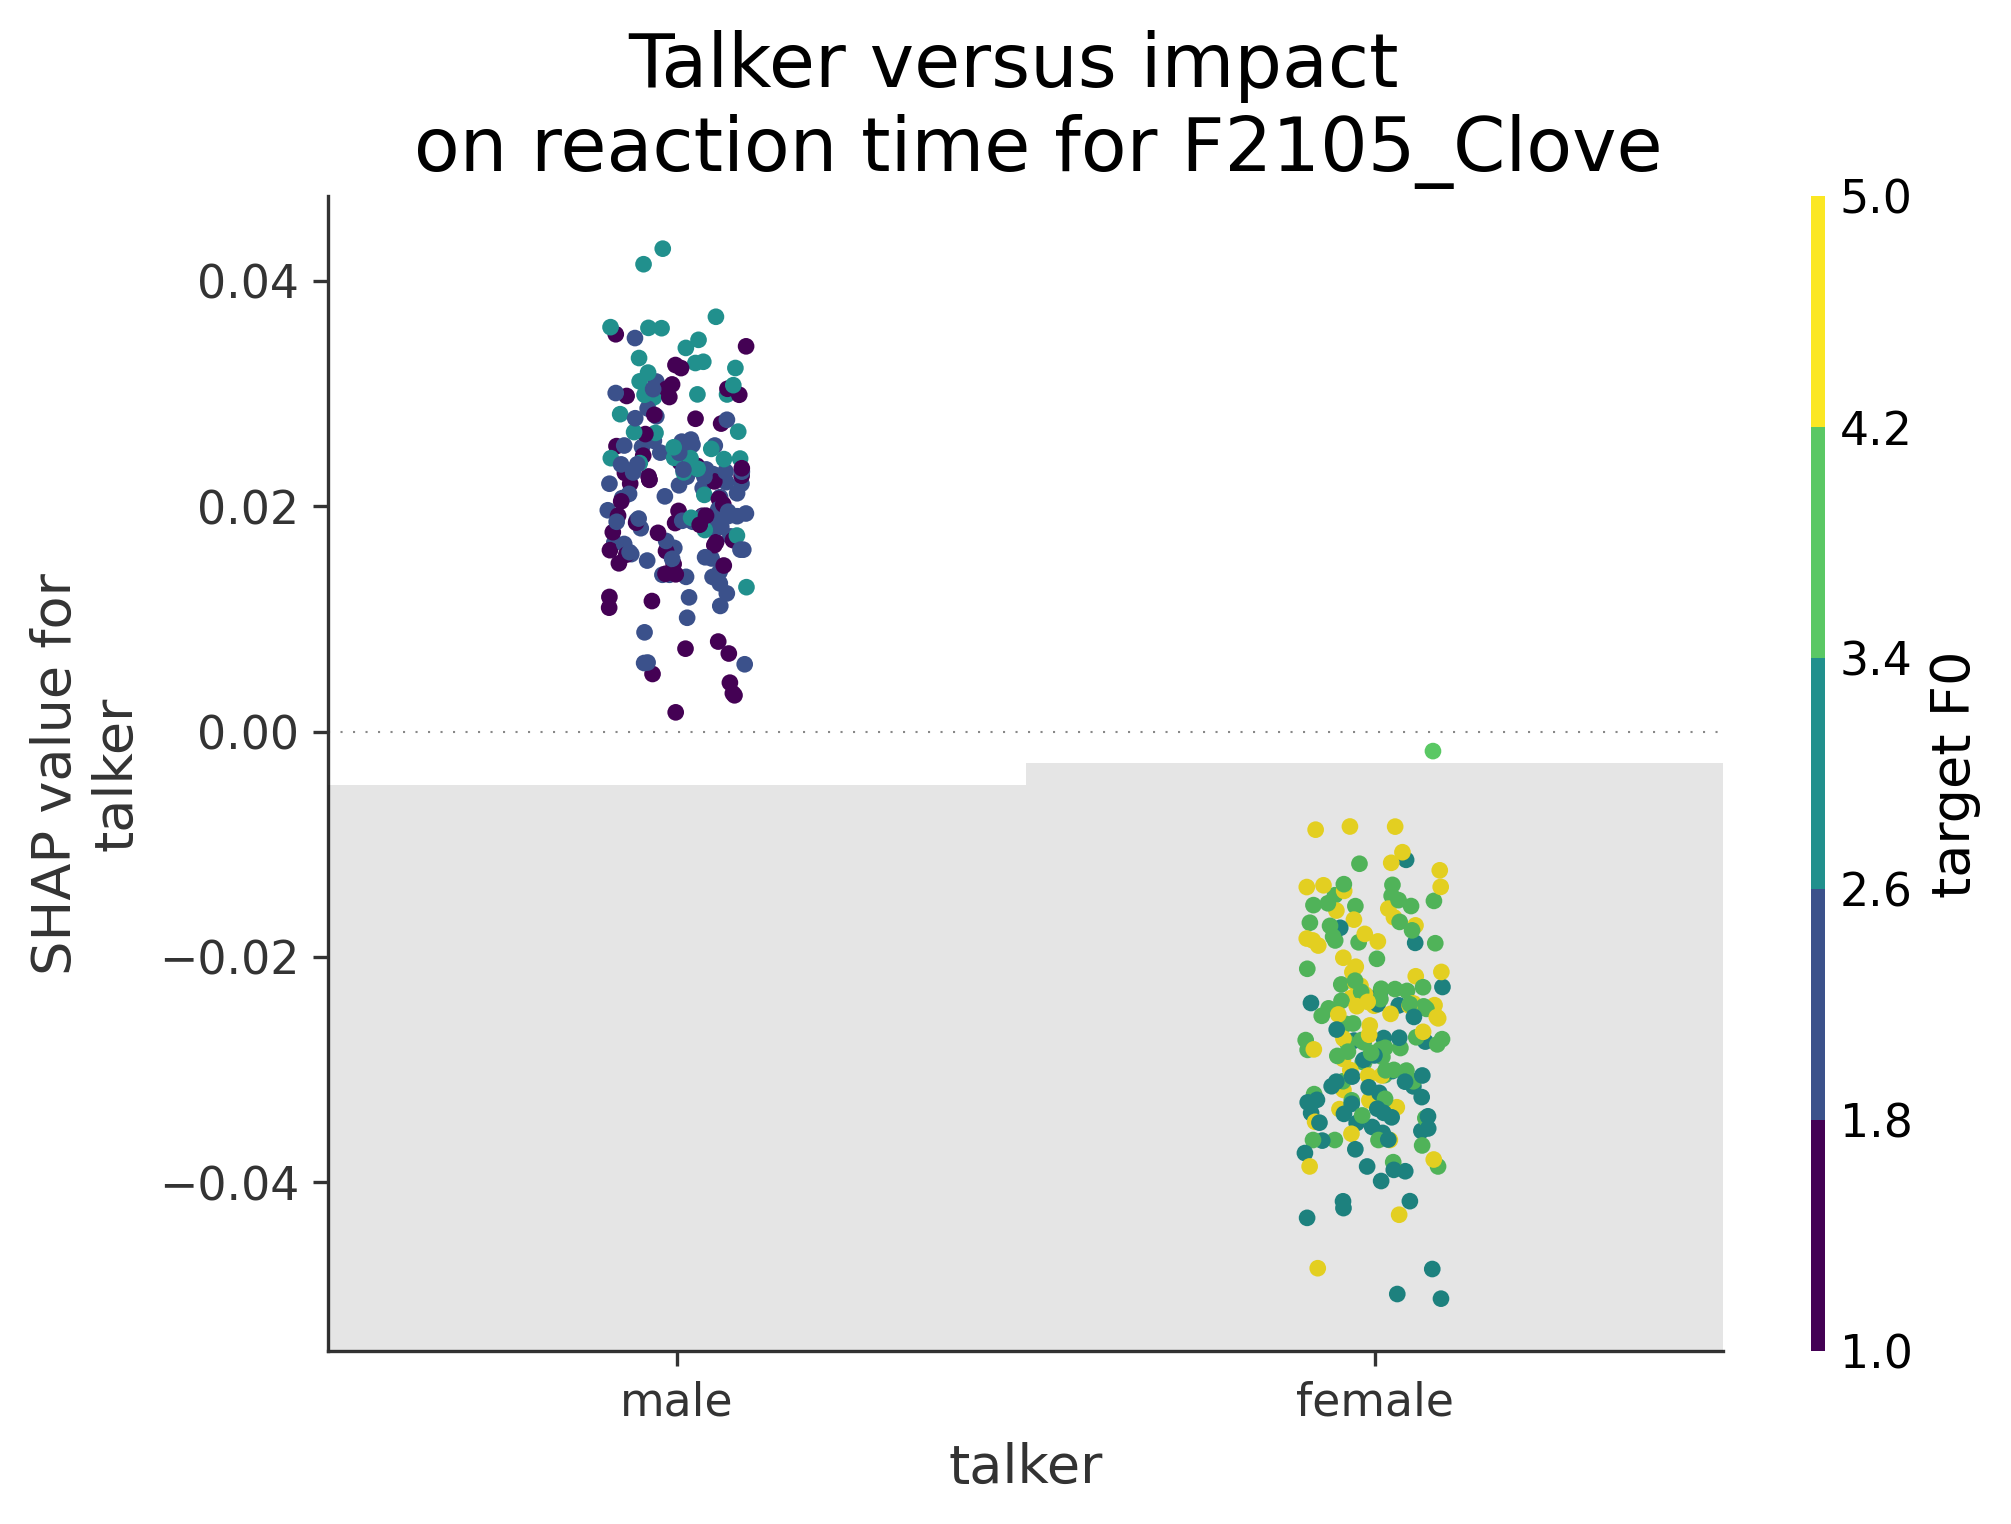 Talker versus impact
on reaction time for F2105_Clove
SHAP value for
talker
0.04
0.02
0.00
−0.02
−0.04
male
female
talker
5.0
4.2
3.4
2.6
1.8
1.0
target F0